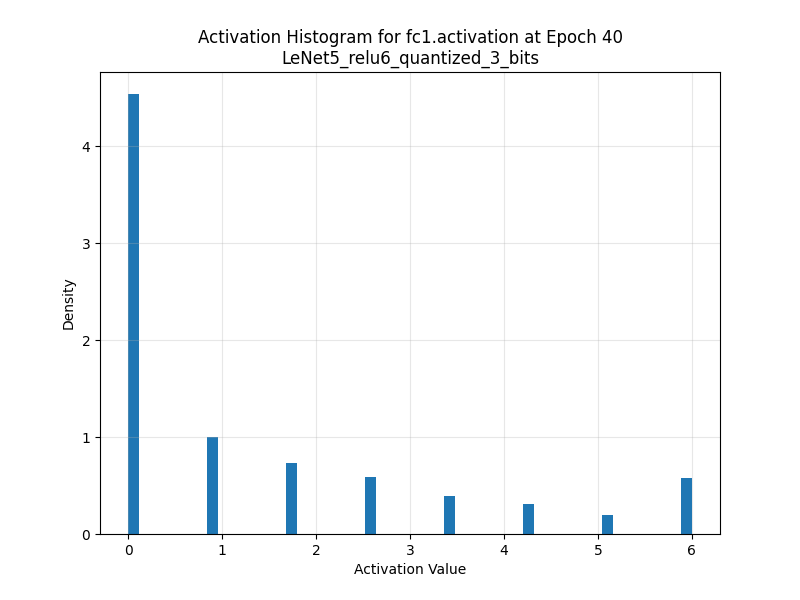 Activation Histogram for fc1.activation at Epoch 40
LeNet5_relu6_quantized_3_bits
Density
4
3
2
1
0
0 1 2 3 4 5 6
Activation Value